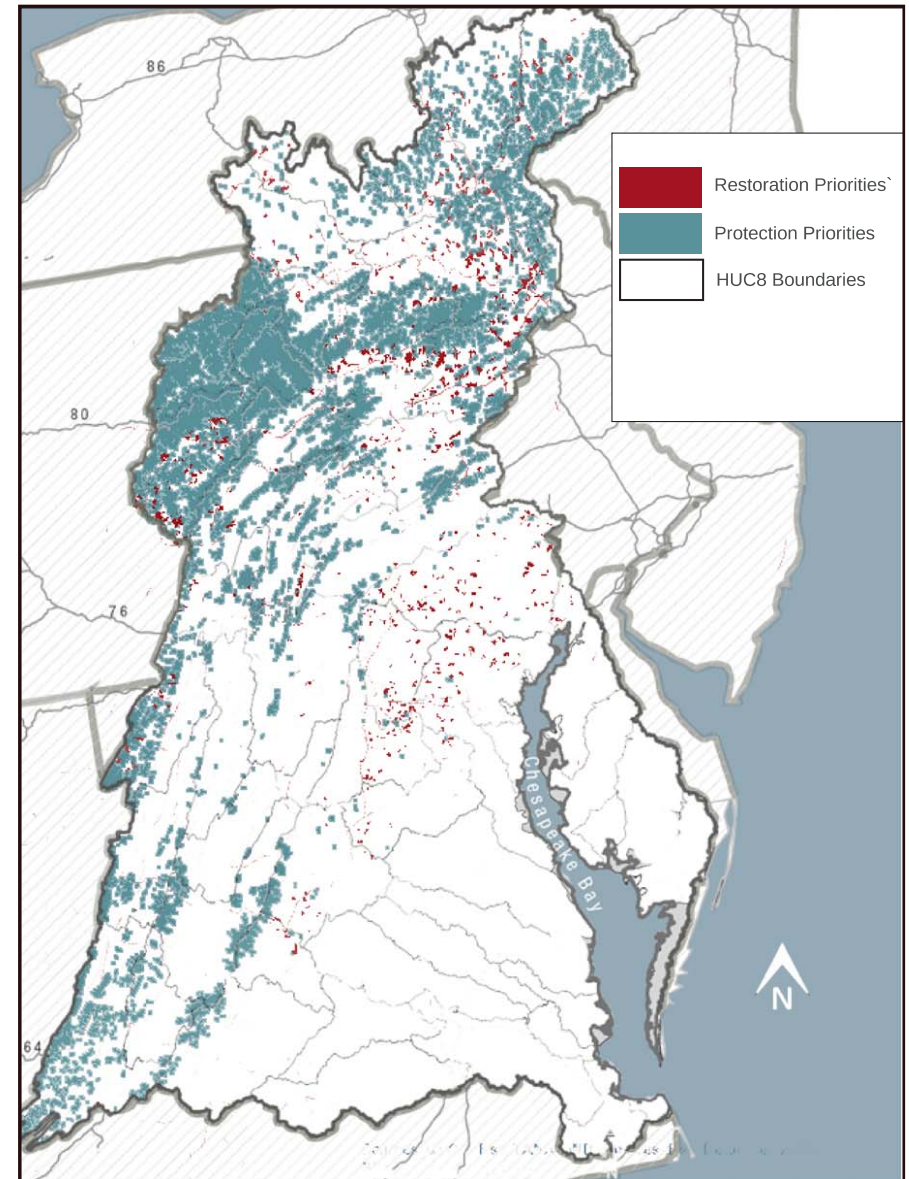 86
Restoration Priorities`
Protection Priorities
HUC8 Boundaries
80
76
Chesapeake Bay
N
64